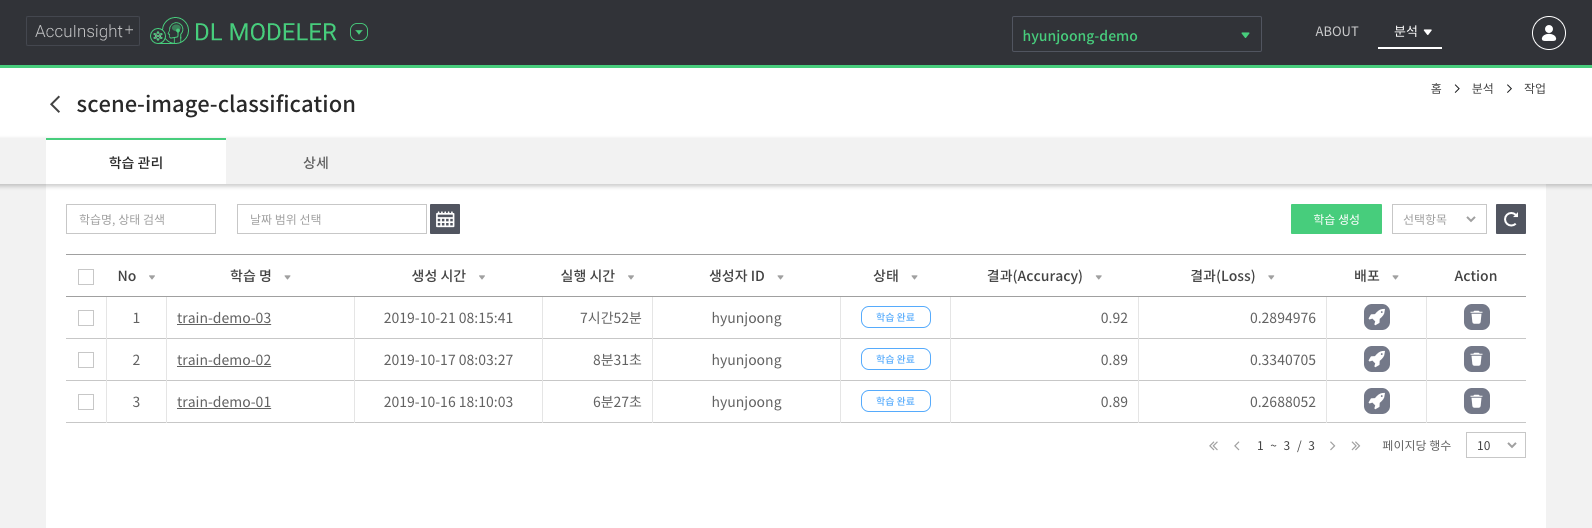 AccuInsight+ DL MODELER hyunjoong-demo ABOUT 분석
홈 > 분석 > 작업
scene-image-classification
학습 관리 상세
학습명, 상태 검색 날짜 범위 선택 학습 생성 선택항목
No 학습 명 생성 시간 실행 시간 생성자 ID 상태 결과(Accuracy) 결과(Loss) 배포 Action
1 train-demo-03 2019-10-21 08:15:41 7시간52분 hyunjoong 학습 완료 0.92 0.2894976
2 train-demo-02 2019-10-17 08:03:27 8분31초 hyunjoong 학습 완료 0.89 0.3340705
3 train-demo-01 2019-10-16 18:10:03 6분27초 hyunjoong 학습 완료 0.89 0.2688052
1 ~ 3 / 3 페이지당 행수 10